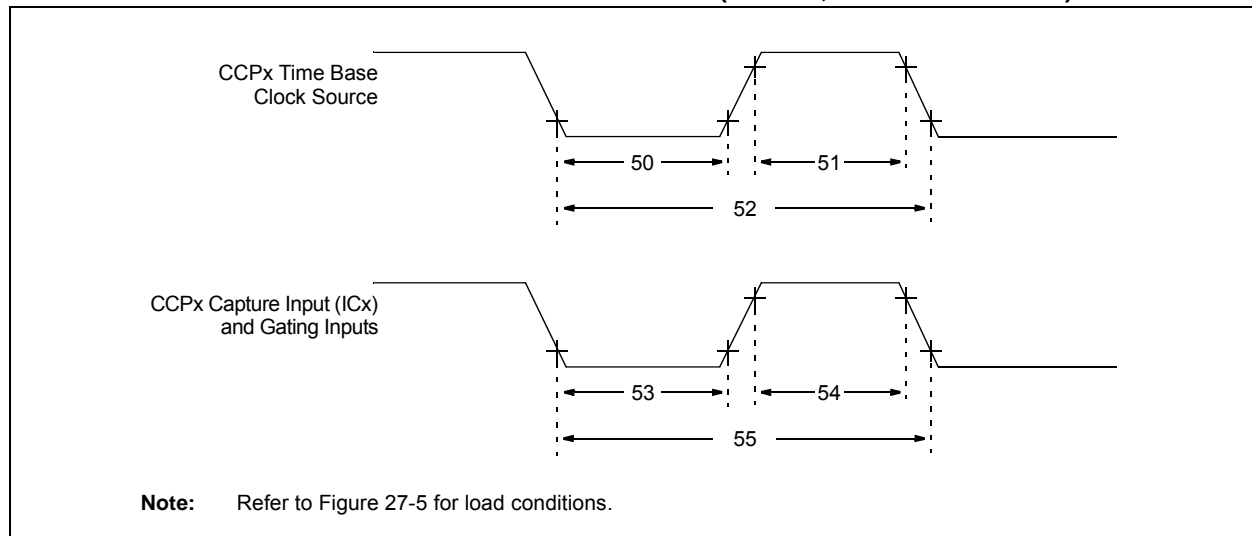 CCPx Time Base
Clock Source
50
51
52
CCPx Capture Input (ICx)
and Gating Inputs
53
54
55
Note: Refer to Figure 27-5 for load conditions.